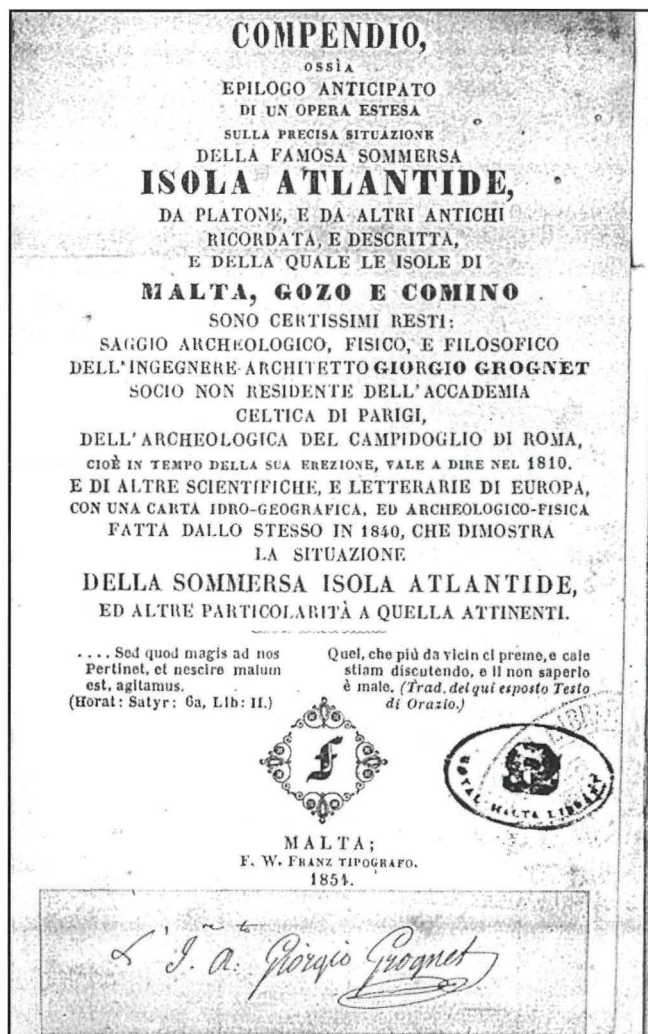 COMPENDIO,
OSSÌA
EPILOGO ANTICIPATO
DI UN OPERA ESTESA
SULLA PRECISA SITUAZIONE
DELLA FAMOSA SOMMERSA
ISOLA ATLANTIDE,
DA PLATONE, E DA ALTRI ANTICHI
RICORDATA, E DESCRITTA,
E DELLA QUALE LE ISOLE DI
MALTA, GOZO E COMINO
SONO CERTISSIMI RESTI:
SAGGIO ARCHEOLOGICO, FISICO, E FILOSOFICO
DELL'INGEGNERE-ARCHITETTO GIORGIO GROGNET
SOCIO NON RESIDENTE DELL'ACCADEMIA
CELTICA DI PARIGI,
DELL'ARCHEOLOGICA DEL CAMPIDOGLIO DI ROMA,
CIOÈ IN TEMPO DELLA SUA EREZIONE, VALE A DIRE NEL 1810.
E DI ALTRE SCIENTIFICHE, E LETTERARIE DI EUROPA,
CON UNA CARTA IDRO-GEOGRAFICA, ED ARCHEOLOGICO-FISICA
FATTA DALLO STESSO IN 1840, CHE DIMOSTRA
LA SITUAZIONE
DELLA SOMMERSA ISOLA ATLANTIDE,
ED ALTRE PARTICOLARITÀ A QUELLA ATTINENTI.
. . . . Sed quod magis ad nos
Pertinet, et nescire malum
est, agitamus.
(Horat: Satyr: 6a, Lib: II.)
Quel, che più da vicin ci preme, e cale
stiam discutendo, e il non saperlo
è male. (Trad. del qui esposto Testo
di Orazio.)
F
ROYAL MALTA LIBRARY
MALTA;
F. W. FRANZ TIPOGRAFO.
1854.
J. A. Giorgio Grognet